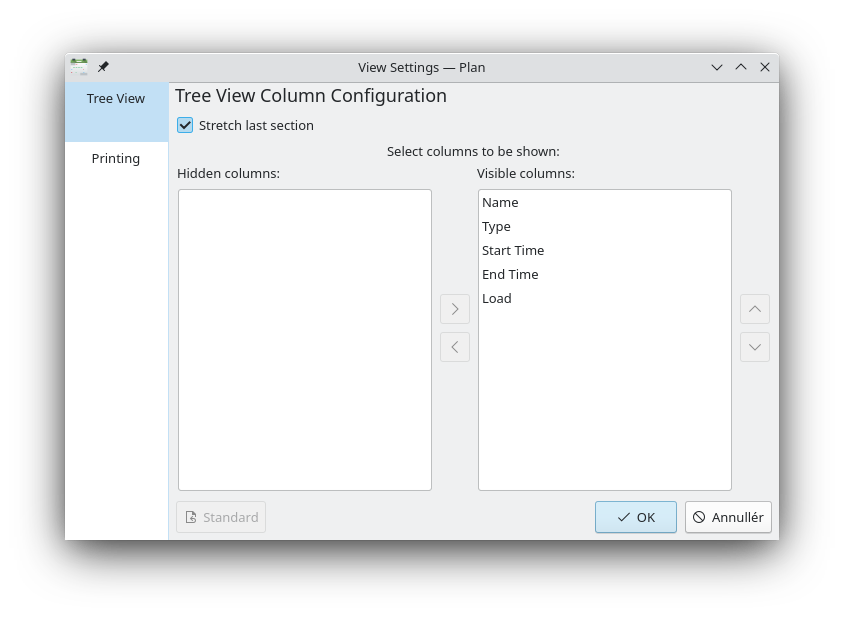 View Settings — Plan
Tree View
Printing
Tree View Column Configuration
Stretch last section
Select columns to be shown:
Hidden columns:
Visible columns:
Name
Type
Start Time
End Time
Load
Standard
OK
Annullér